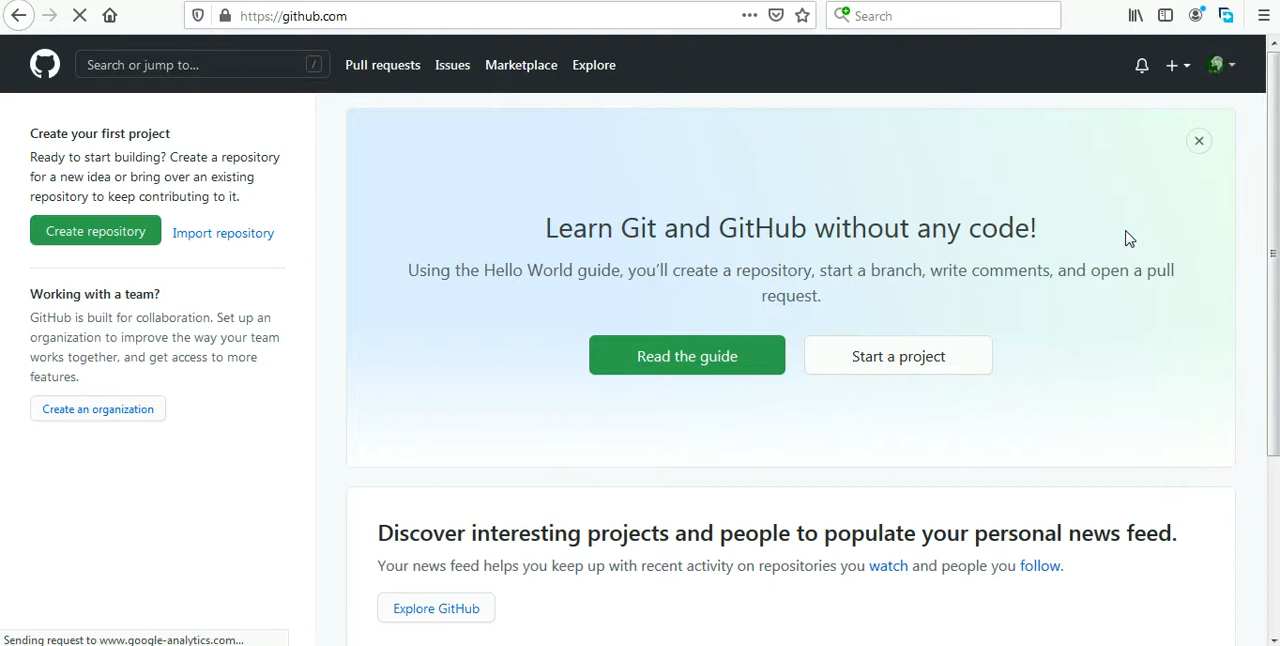 https://github.com
Search
Search or jump to...
/
Pull requests
Issues
Marketplace
Explore
Create your first project
Ready to start building? Create a repository
for a new idea or bring over an existing
repository to keep contributing to it.
Create repository
Import repository
Working with a team?
GitHub is built for collaboration. Set up an
organization to improve the way your team
works together, and get access to more
features.
Create an organization
Learn Git and GitHub without any code!
Using the Hello World guide, you’ll create a repository, start a branch, write comments, and open a pull
request.
Read the guide
Start a project
Discover interesting projects and people to populate your personal news feed.
Your news feed helps you keep up with recent activity on repositories you watch and people you follow.
Explore GitHub
Sending request to www.google-analytics.com...